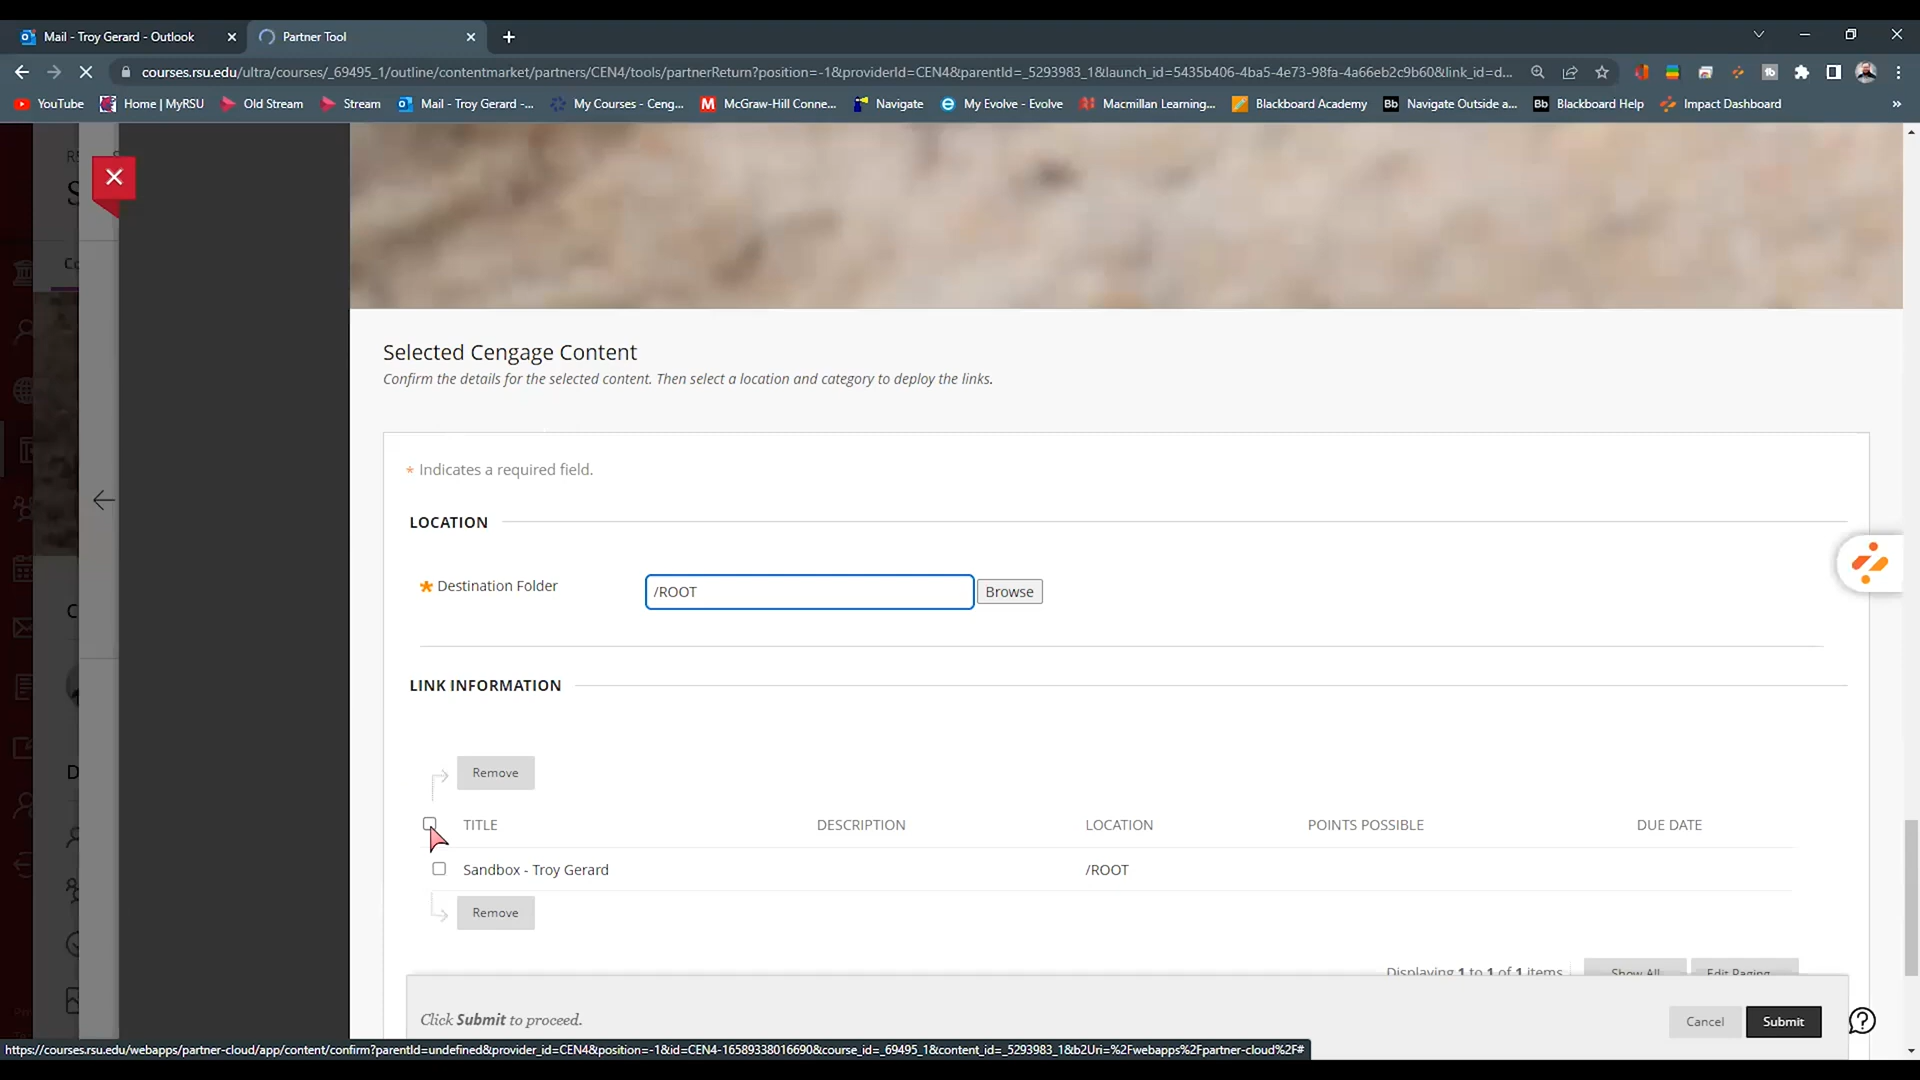 Mail - Troy Gerard - Outlook
Partner Tool
courses.rsu.edu/ultra/courses/_69495_1/outline/contentmarket/partners/CEN4/tools/partnerReturn?position=-1&providerId=CEN4&parentId=_5293983_1&launch_id=5435b406-4ba5-4e73-98fa-4a66eb2c9b60&link_id=d...
YouTube
Home | MyRSU
Old Stream
Stream
Mail - Troy Gerard -...
My Courses - Ceng...
McGraw-Hill Conne...
Navigate
My Evolve - Evolve
Macmillan Learning...
Blackboard Academy
Navigate Outside a...
Blackboard Help
Impact Dashboard
Selected Cengage Content
Confirm the details for the selected content. Then select a location and category to deploy the links.
* Indicates a required field.
LOCATION
Destination Folder
/ROOT
Browse
LINK INFORMATION
Remove
TITLE
DESCRIPTION
LOCATION
POINTS POSSIBLE
DUE DATE
Sandbox - Troy Gerard
/ROOT
Remove
Displaying 1 to 1 of 1 items
Show All
Edit Paging...
Click Submit to proceed.
Cancel
Submit
https://courses.rsu.edu/webapps/partner-cloud/app/content/confirm?parentId=undefined&provider_id=CEN4&position=-1&id=CEN4-16589338016690&course_id=_69495_1&content_id=_5293983_1&b2Uri=%2Fwebapps%2Fpartner-cloud%2F#